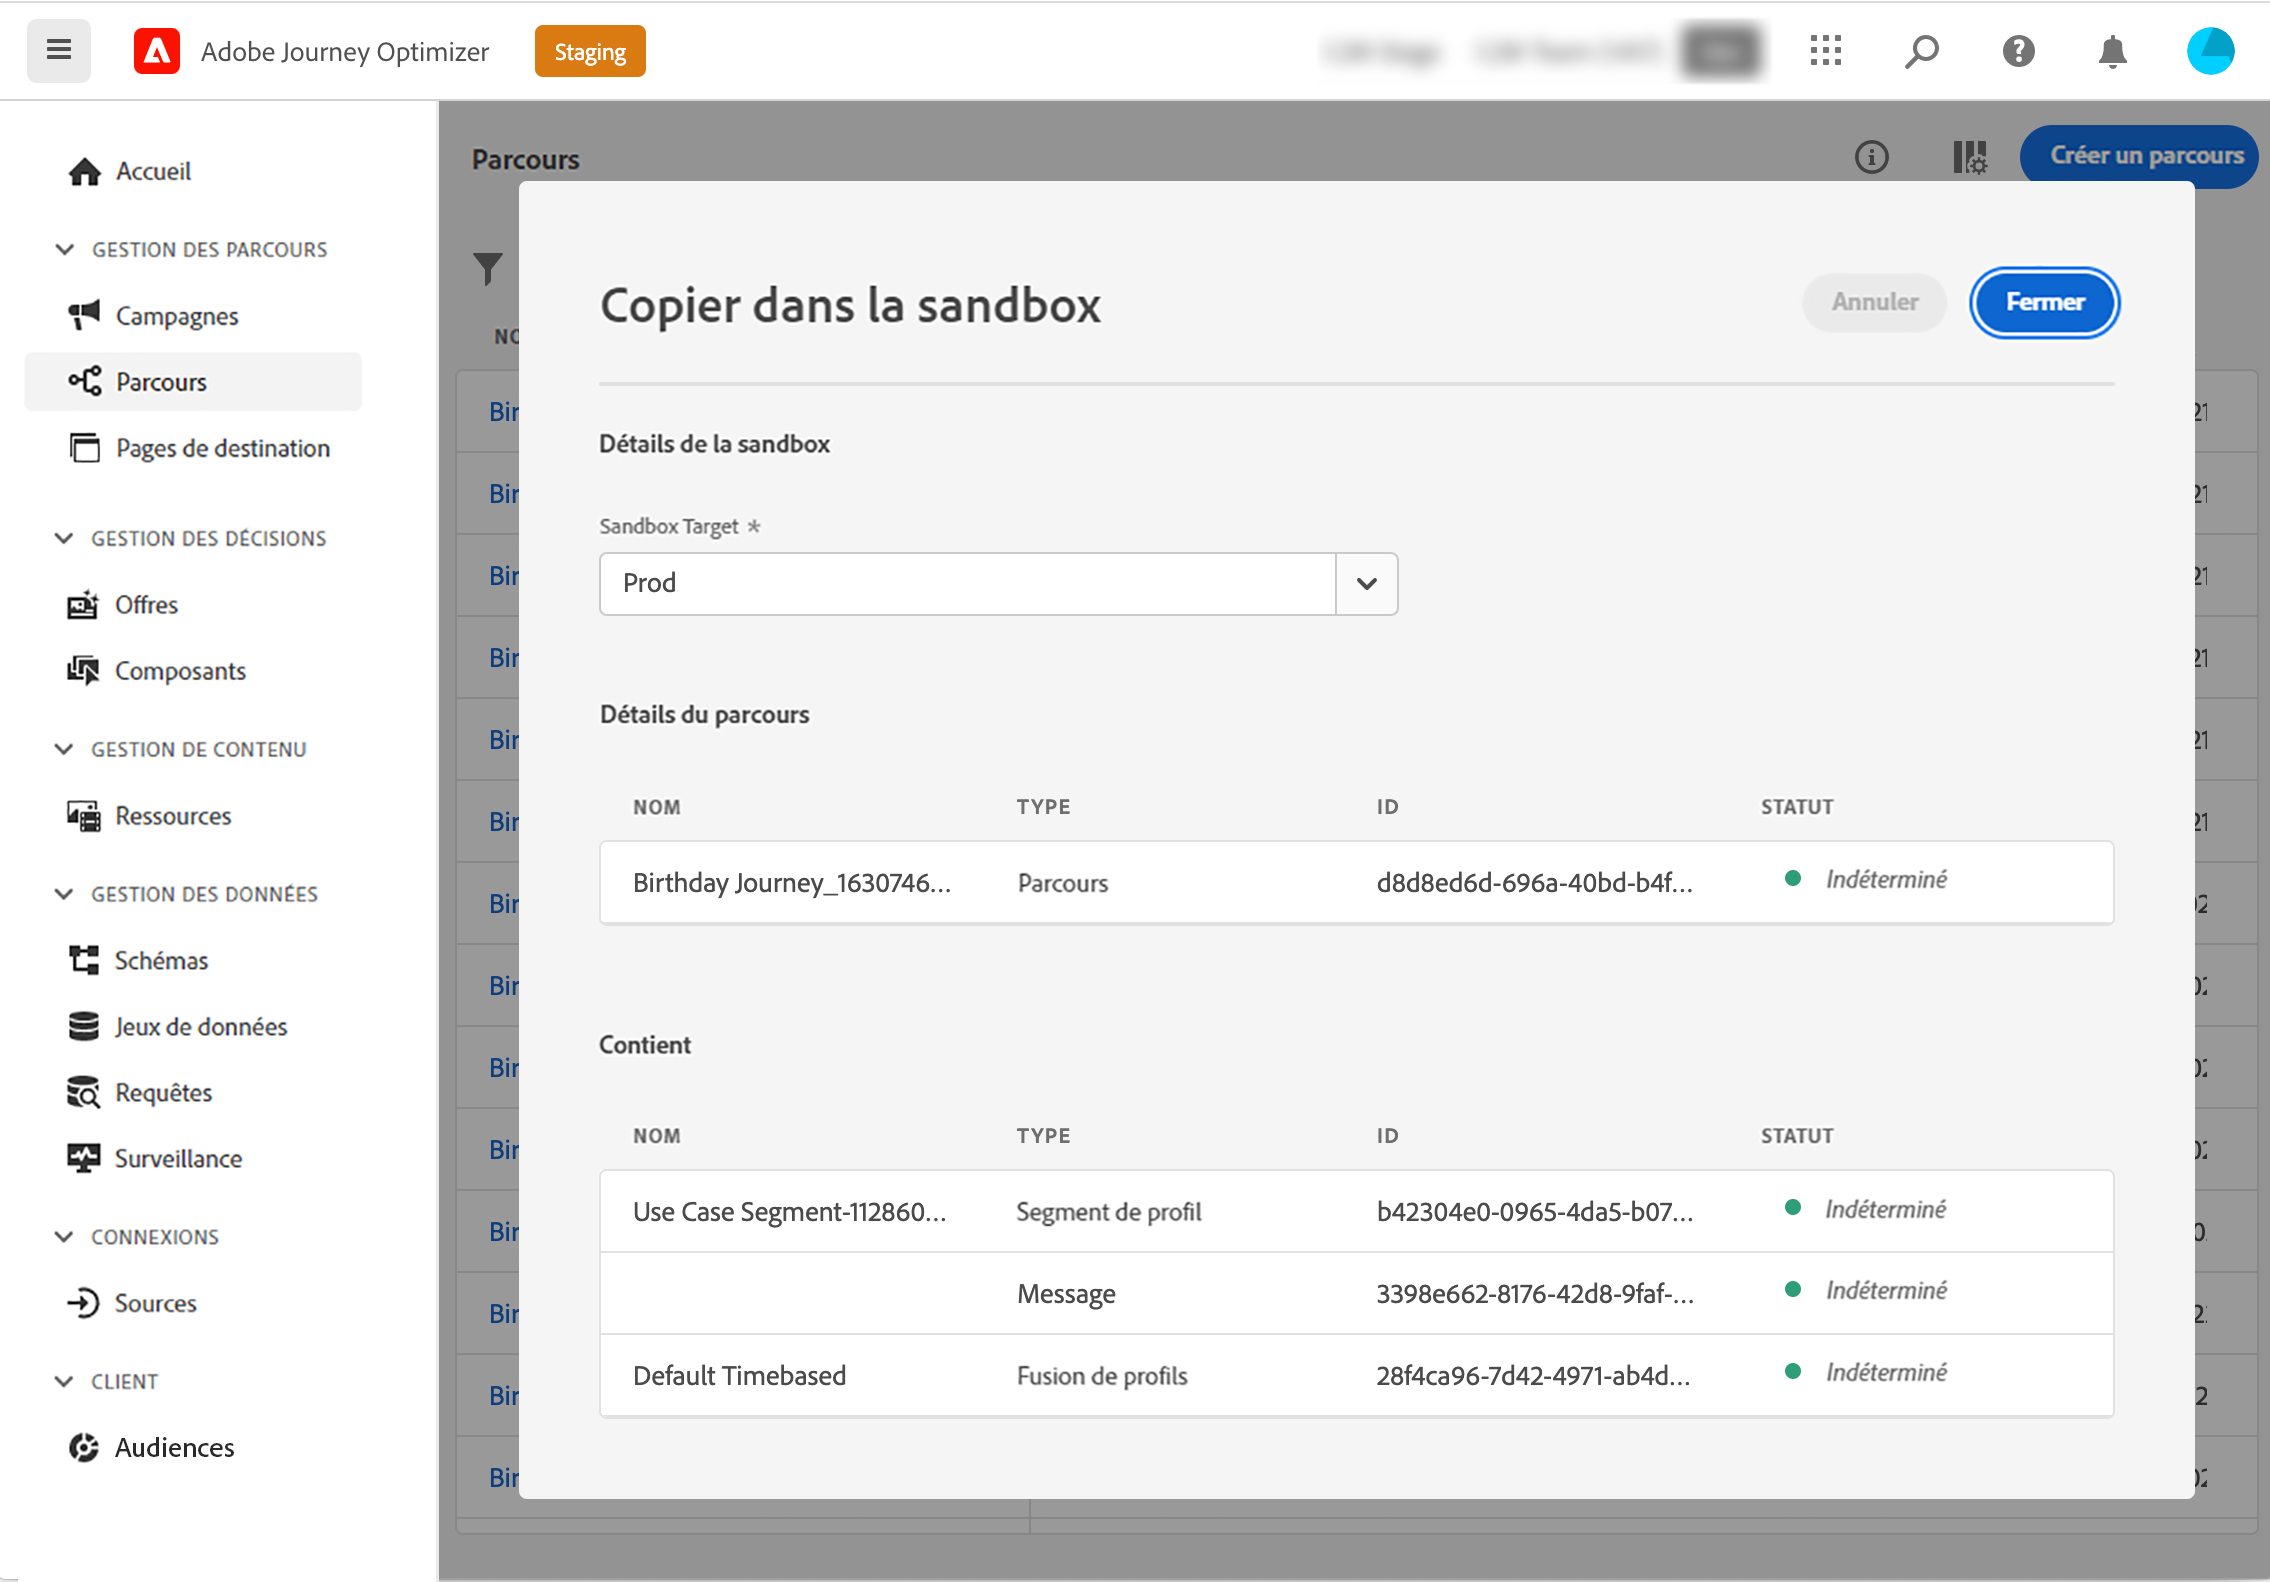 Adobe Journey Optimizer
Staging
Accueil
GESTION DES PARCOURS
Campagnes
Parcours
Pages de destination
GESTION DES DÉCISIONS
Offres
Composants
GESTION DE CONTENU
Ressources
GESTION DES DONNÉES
Schémas
Jeux de données
Requêtes
Surveillance
CONNEXIONS
Sources
CLIENT
Audiences
Parcours
Créer un parcours
Copier dans la sandbox
Annuler
Fermer
Détails de la sandbox
Sandbox Target *
Prod
Détails du parcours
NOM TYPE ID STATUT
Birthday Journey_1630746... Parcours d8d8ed6d-696a-40bd-b4f... Indéterminé
Contient
NOM TYPE ID STATUT
Use Case Segment-112860... Segment de profil b42304e0-0965-4da5-b07... Indéterminé
Message 3398e662-8176-42d8-9faf-... Indéterminé
Default Timebased Fusion de profils 28f4ca96-7d42-4971-ab4d... Indéterminé